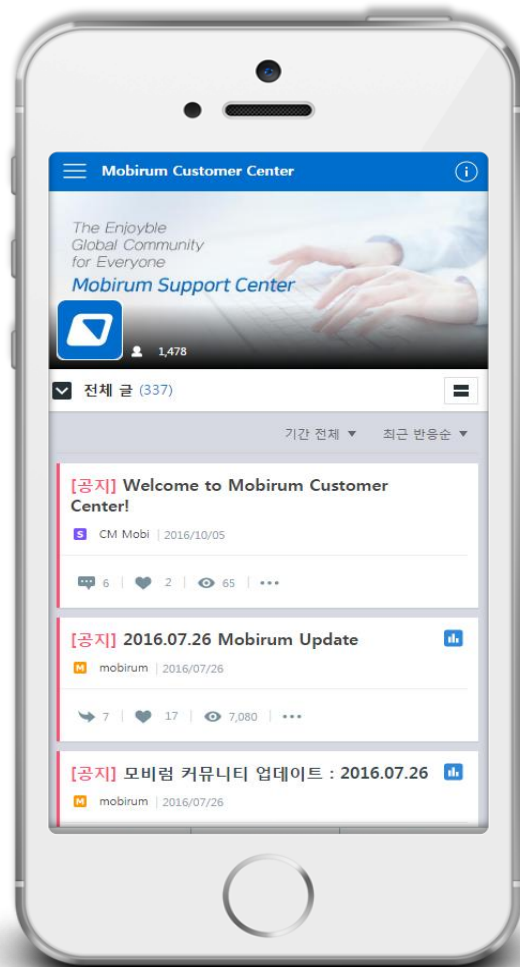 Mobirum Customer Center
The Enjoyble
Global Community
for Everyone
Mobirum Support Center
1,478
전체 글 (337)
기간 전체 ▼ 최근 반응순 ▼
[공지] Welcome to Mobirum Customer
Center!
S CM Mobi | 2016/10/05
6 | 2 | 65 | •••
[공지] 2016.07.26 Mobirum Update
M mobirum | 2016/07/26
7 | 17 | 7,080 | •••
[공지] 모비럼 커뮤니티 업데이트 : 2016.07.26
M mobirum | 2016/07/26